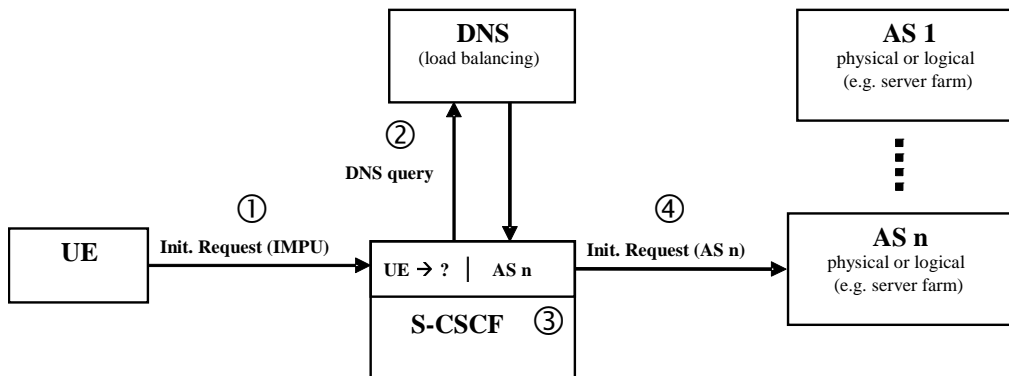 DNS
(load balancing)
AS 1
physical or logical
(e.g. server farm)
②
DNS query
①
④
UE
Init. Request (IMPU)
UE → ? | AS n
Init. Request (AS n)
AS n
physical or logical
(e.g. server farm)
S-CSCF ③